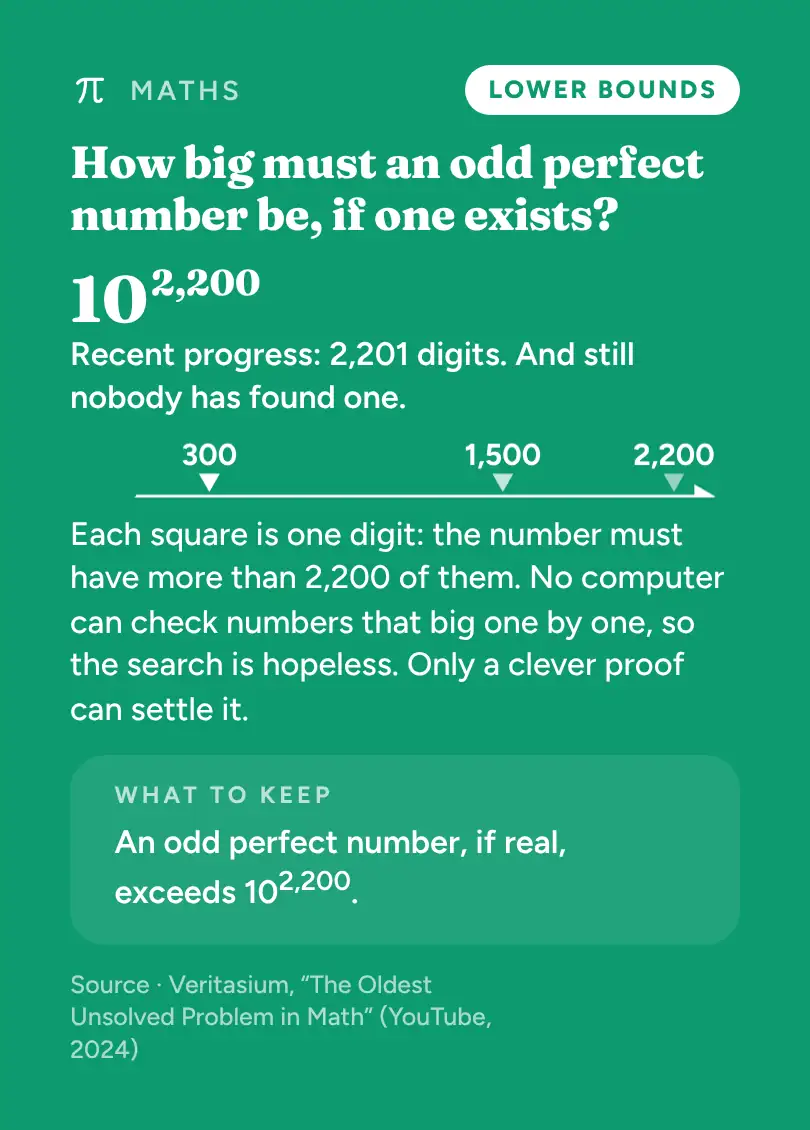 π MATHS
LOWER BOUNDS
How big must an odd perfect
number be, if one exists?
10^2,200
Recent progress: 2,201 digits. And still
nobody has found one.
300 1,500 2,200
Each square is one digit: the number must
have more than 2,200 of them. No computer
can check numbers that big one by one, so
the search is hopeless. Only a clever proof
can settle it.
WHAT TO KEEP
An odd perfect number, if real,
exceeds 10^2,200.
Source · Veritasium, “The Oldest
Unsolved Problem in Math” (YouTube,
2024)